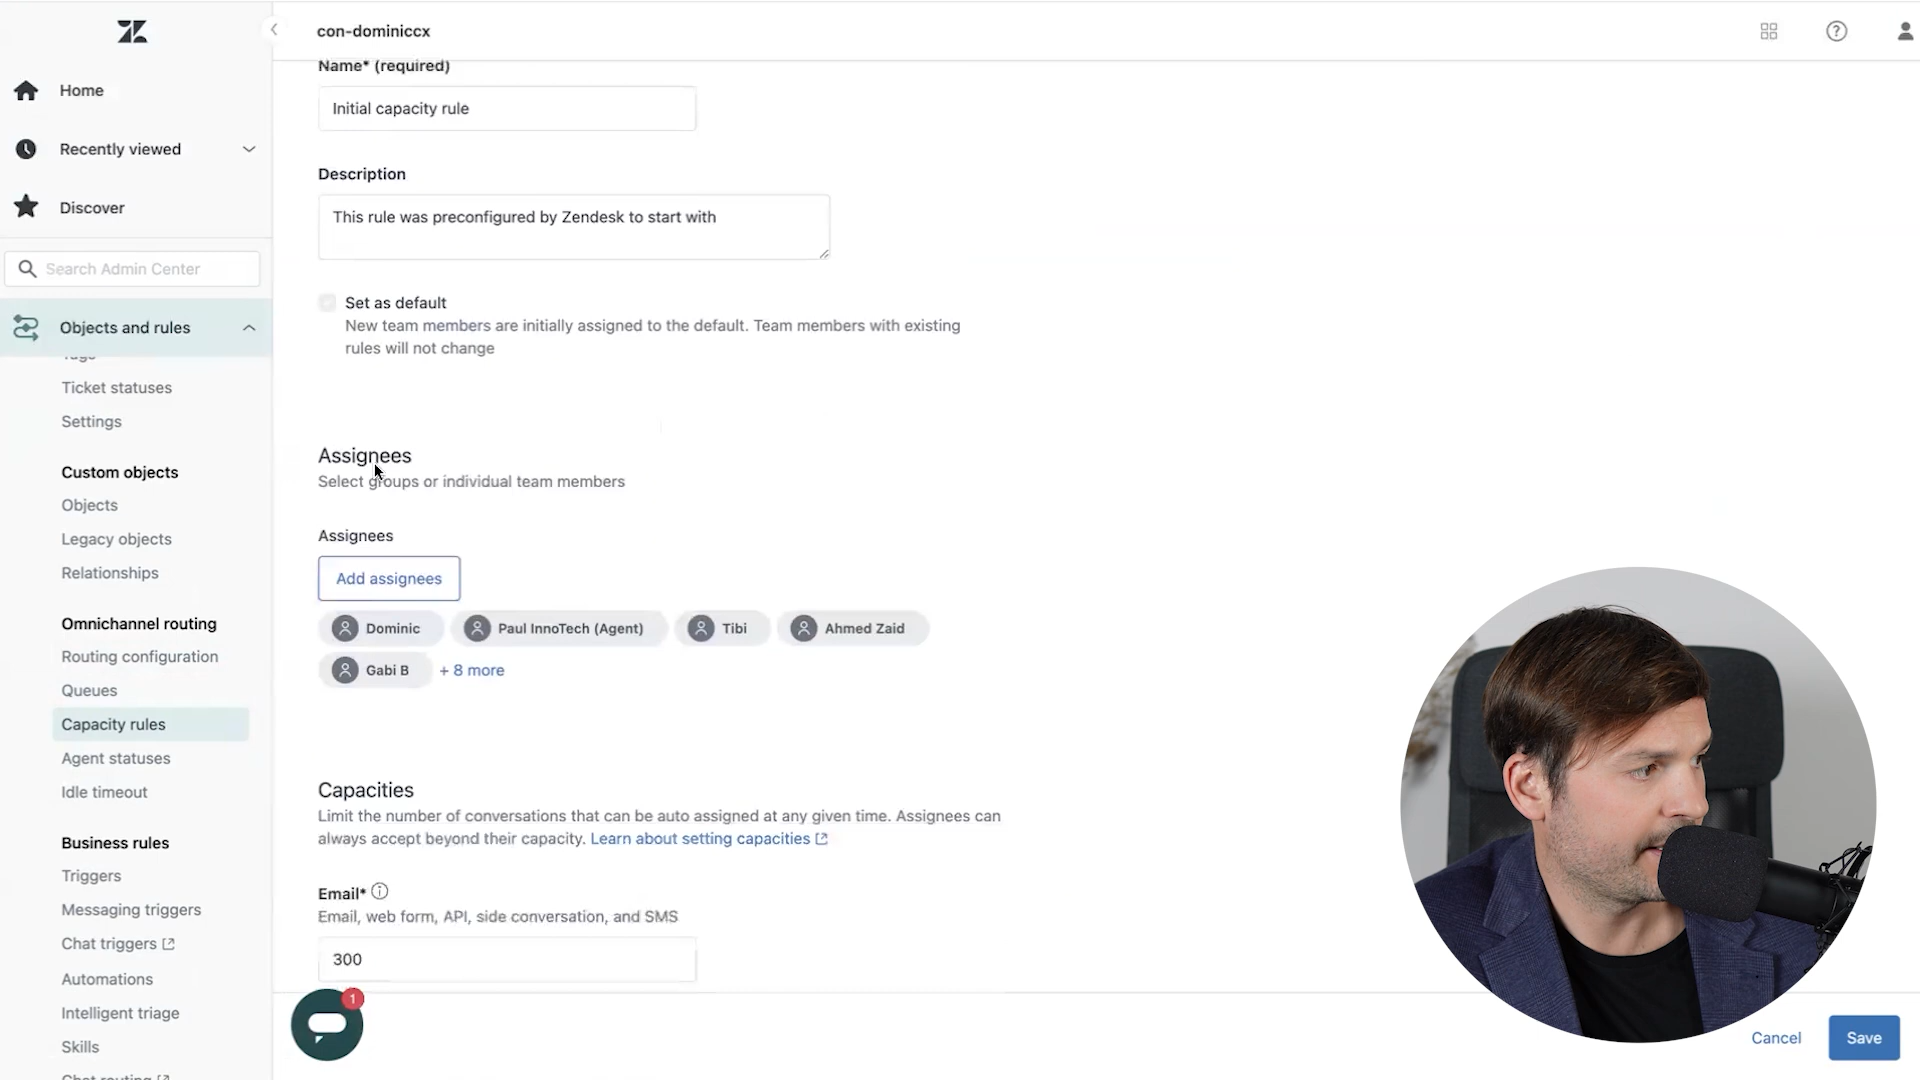 con-dominiccx
Home
Recently viewed
Discover
Search Admin Center
Objects and rules
Tags
Ticket statuses
Settings
Custom objects
Objects
Legacy objects
Relationships
Omnichannel routing
Routing configuration
Queues
Capacity rules
Agent statuses
Idle timeout
Business rules
Triggers
Messaging triggers
Chat triggers
Automations
Intelligent triage
Skills
Chat routing
Name* (required)
Initial capacity rule
Description
This rule was preconfigured by Zendesk to start with
Set as default
New team members are initially assigned to the default. Team members with existing
rules will not change
Assignees
Select groups or individual team members
Assignees
Add assignees
Dominic
Paul InnoTech (Agent)
Tibi
Ahmed Zaid
Gabi B
+ 8 more
Capacities
Limit the number of conversations that can be auto assigned at any given time. Assignees can
always accept beyond their capacity. Learn about setting capacities
Email*
Email, web form, API, side conversation, and SMS
300
1
Cancel
Save